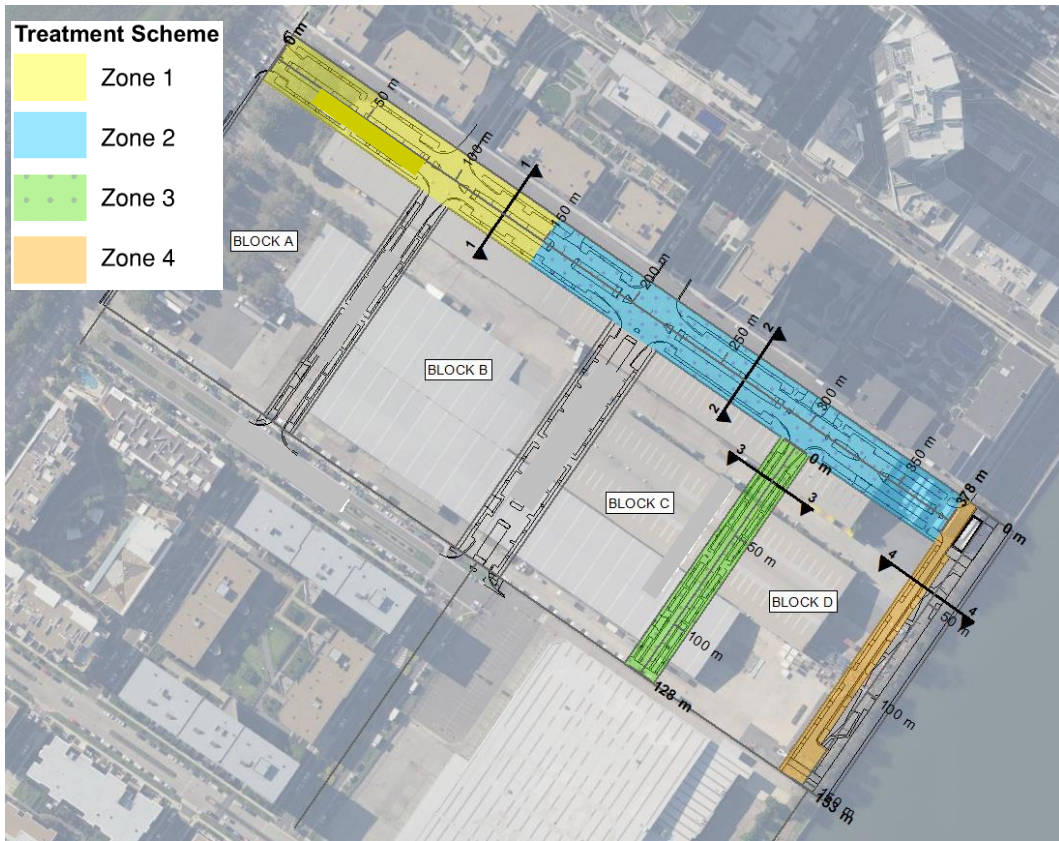 Treatment Scheme
Zone 1
Zone 2
Zone 3
Zone 4
0 m
50 m
100 m
1
1
150 m
200 m
250 m
2
2
300 m
350 m
378 m
BLOCK A
BLOCK B
BLOCK C
BLOCK D
0 m
3
3
50 m
100 m
128 m
0 m
4
4
50 m
100 m
150 m
153 m